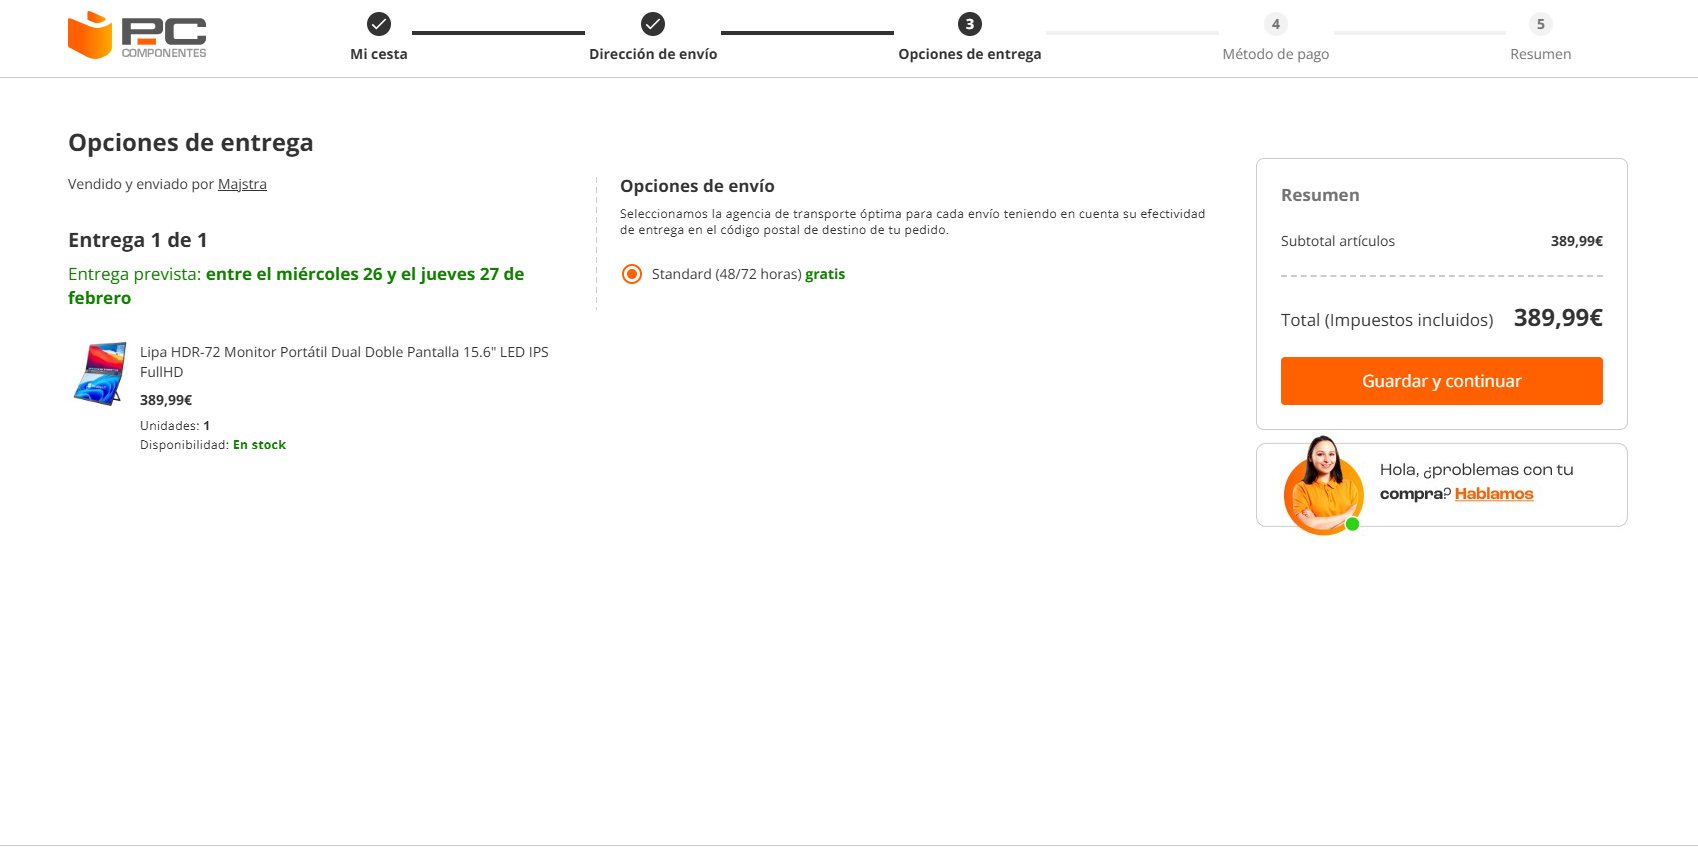 PC
COMPONENTES
Mi cesta
Dirección de envío
3
Opciones de entrega
4
Método de pago
5
Resumen
Opciones de entrega
Vendido y enviado por Majstra
Entrega 1 de 1
Entrega prevista: entre el miércoles 26 y el jueves 27 de
febrero
Lipa HDR-72 Monitor Portátil Dual Doble Pantalla 15.6" LED IPS
FullHD
389,99€
Unidades: 1
Disponibilidad: En stock
Opciones de envío
Seleccionamos la agencia de transporte óptima para cada envío teniendo en cuenta su efectividad
de entrega en el código postal de destino de tu pedido.
Standard (48/72 horas) gratis
Resumen
Subtotal artículos 389,99€
Total (Impuestos incluidos) 389,99€
Guardar y continuar
Hola, ¿problemas con tu
compra? Hablamos